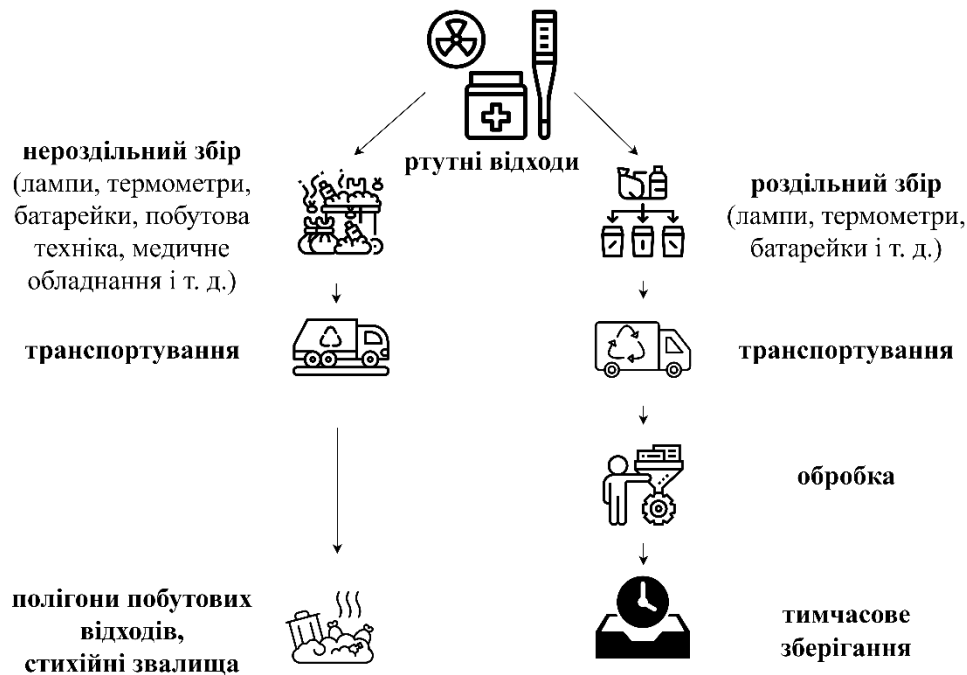 ртутні відходи
нероздільний збір
(лампи, термометри,
батарейки, побутова
техніка, медичне
обладнання і т. д.)
роздільний збір
(лампи, термометри,
батарейки і т. д.)
транспортування
транспортування
обробка
полігони побутових
відходів,
стихійні звалища
тимчасове
зберігання